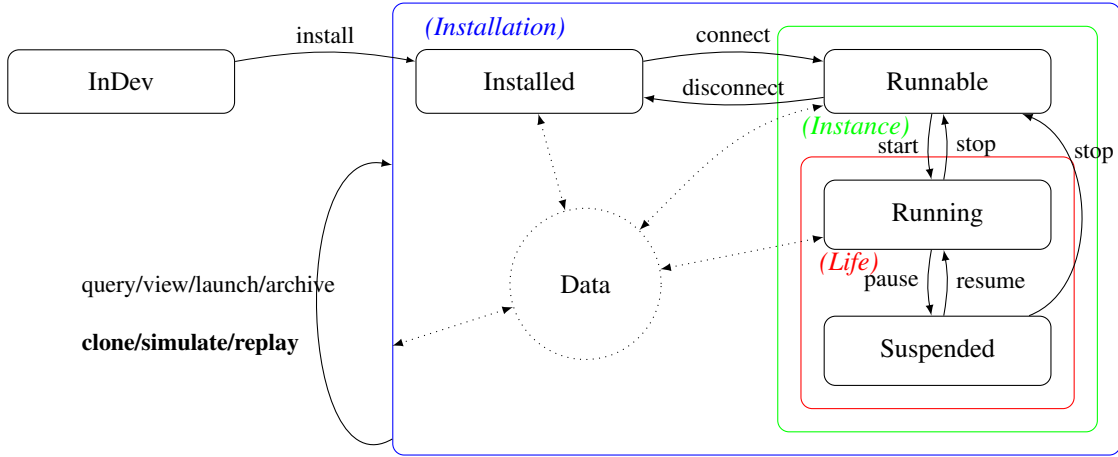 (Installation)
install
connect
InDev
Installed
Runnable
disconnect
(Instance)
start
stop
stop
Running
(Life)
query/view/launch/archive
Data
pause
resume
clone/simulate/replay
Suspended